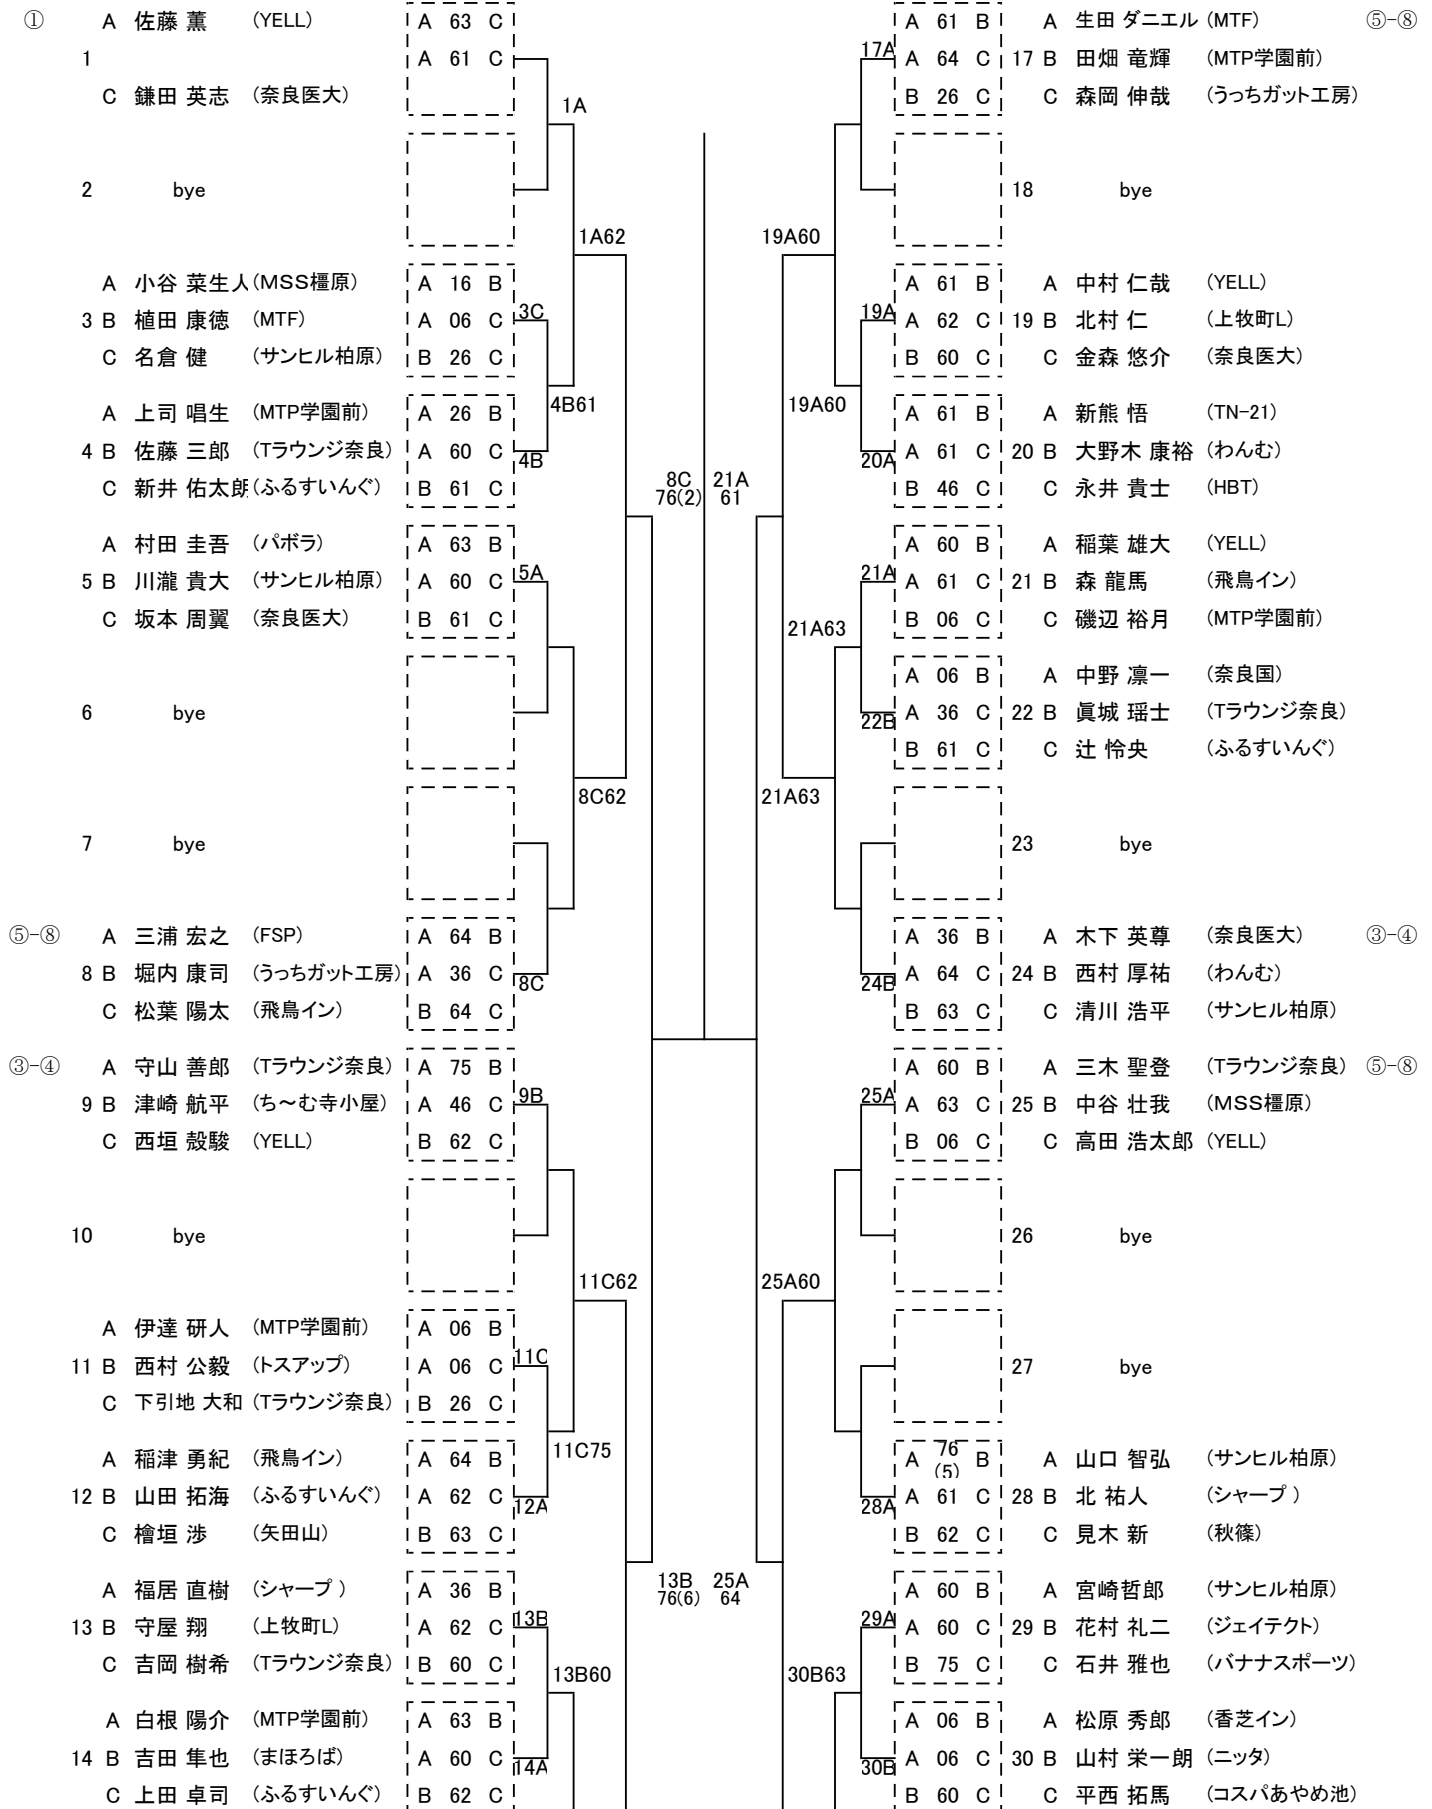 ① A 佐藤 薫 (YELL) A 63 C
1 A 61 C
C 鎌田 英志 (奈良医大)
1A
2 bye
1A62
A 小谷 菜生人 (MSS橿原) A 16 B
3 B 植田 康徳 (MTF) A 06 C 3C
C 名倉 健 (サンヒル柏原) B 26 C
4B61
A 上司 唱生 (MTP学園前) A 26 B
4 B 佐藤 三郎 (Tラウンジ奈良) A 60 C 4B
C 新井 佑太朗 (ふるすいんぐ) B 61 C
8C 76(2)
A 村田 圭吾 (パボラ) A 63 B
5 B 川瀧 貴大 (サンヒル柏原) A 60 C 5A
C 坂本 周翼 (奈良医大) B 61 C
6 bye
8C62
7 bye
⑤-⑧ A 三浦 宏之 (FSP) A 64 B
8 B 堀内 康司 (うっちガット工房) A 36 C 8C
C 松葉 陽太 (飛鳥イン) B 64 C
③-④ A 守山 善郎 (Tラウンジ奈良) A 75 B
9 B 津崎 航平 (ち～む寺小屋) A 46 C 9B
C 西垣 殻駿 (YELL) B 62 C
10 bye
11C62
A 伊達 研人 (MTP学園前) A 06 B
11 B 西村 公毅 (トスアップ) A 06 C 11C
C 下引地 大和 (Tラウンジ奈良) B 26 C
11C75
A 稲津 勇紀 (飛鳥イン) A 64 B
12 B 山田 拓海 (ふるすいんぐ) A 62 C 12A
C 檜垣 渉 (矢田山) B 63 C
13B 76(6)
A 福居 直樹 (シャープ ) A 36 B
13 B 守屋 翔 (上牧町L) A 62 C 13B
C 吉岡 樹希 (Tラウンジ奈良) B 60 C
13B60
A 白根 陽介 (MTP学園前) A 63 B
14 B 吉田 隼也 (まほろば) A 60 C 14A
C 上田 卓司 (ふるすいんぐ) B 62 C
A 61 B A 生田 ダニエル (MTF) ⑤-⑧
17A A 64 C 17 B 田畑 竜輝 (MTP学園前)
B 26 C C 森岡 伸哉 (うっちガット工房)
18 bye
19A60
A 61 B A 中村 仁哉 (YELL)
19A A 62 C 19 B 北村 仁 (上牧町L)
B 60 C C 金森 悠介 (奈良医大)
19A60
A 61 B A 新熊 悟 (TN-21)
20A A 61 C 20 B 大野木 康裕 (わんむ)
B 46 C C 永井 貴士 (HBT)
21A 61
A 60 B A 稲葉 雄大 (YELL)
21A A 61 C 21 B 森 龍馬 (飛鳥イン)
B 06 C C 磯辺 裕月 (MTP学園前)
21A63
A 06 B A 中野 凛一 (奈良国)
22B A 36 C 22 B 眞城 瑶士 (Tラウンジ奈良)
B 61 C C 辻 怜央 (ふるすいんぐ)
21A63
23 bye
A 36 B A 木下 英尊 (奈良医大) ③-④
24B A 64 C 24 B 西村 厚祐 (わんむ)
B 63 C C 清川 浩平 (サンヒル柏原)
A 60 B A 三木 聖登 (Tラウンジ奈良) ⑤-⑧
25A A 63 C 25 B 中谷 壮我 (MSS橿原)
B 06 C C 高田 浩太郎 (YELL)
26 bye
25A60
27 bye
A 76(5) B A 山口 智弘 (サンヒル柏原)
28A A 61 C 28 B 北 祐人 (シャープ )
B 62 C C 見木 新 (秋篠)
25A 64
A 60 B A 宮崎哲郎 (サンヒル柏原)
29A A 60 C 29 B 花村 礼二 (ジェイテクト)
B 75 C C 石井 雅也 (バナナスポーツ)
30B63
A 06 B A 松原 秀郎 (香芝イン)
30B A 06 C 30 B 山村 栄一朗 (ニッタ)
B 60 C C 平西 拓馬 (コスパあやめ池)